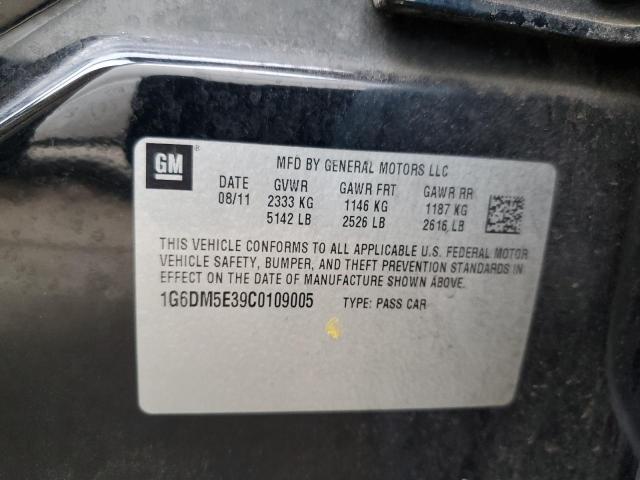 GM ® MFD BY GENERAL MOTORS LLC
DATE GVWR GAWR FRT GAWR RR
08/11 2333 KG 1146 KG 1187 KG
5142 LB 2526 LB 2616 LB
THIS VEHICLE CONFORMS TO ALL APPLICABLE U.S. FEDERAL MOTOR
VEHICLE SAFETY, BUMPER, AND THEFT PREVENTION STANDARDS IN
EFFECT ON THE DATE OF MANUFACTURE SHOWN ABOVE.
1G6DM5E39C0109005 TYPE: PASS CAR